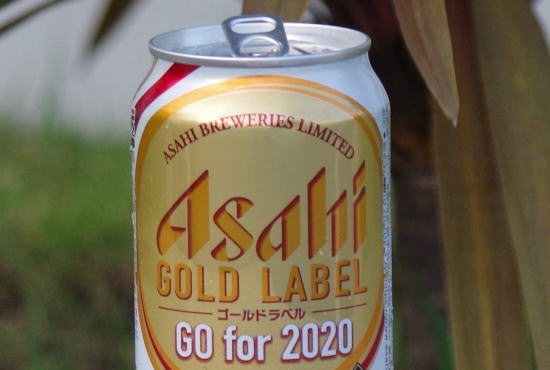 ASAHI BREWERIES LIMITED
Asahi
GOLD LABEL
ゴールドラベル
GO for 2020